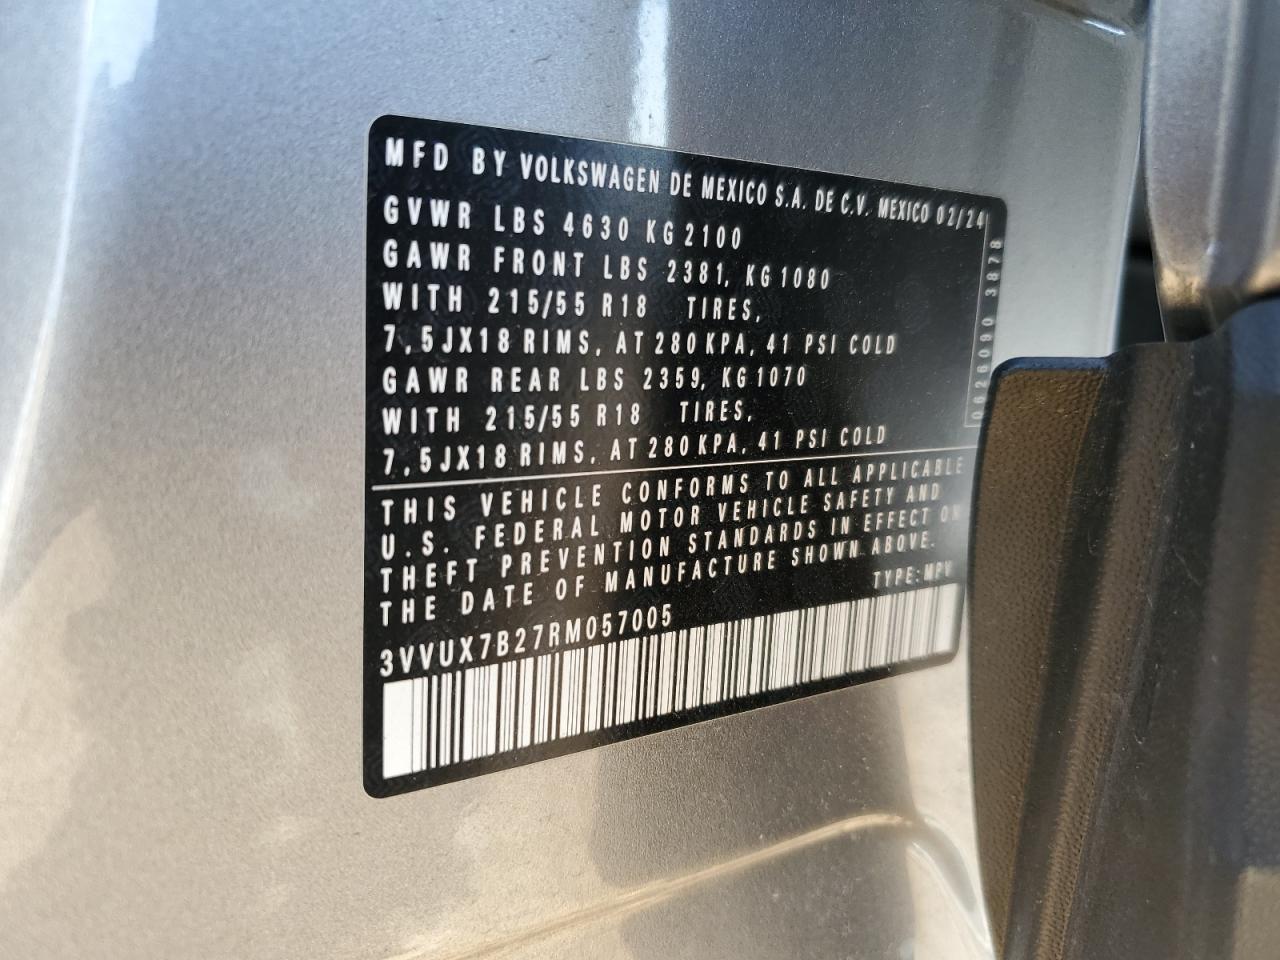 MFD BY VOLKSWAGEN DE MEXICO S.A. DE C.V. MEXICO 02/24
GVWR LBS 4630 KG 2100
GAWR FRONT LBS 2381, KG 1080
WITH 215/55 R18 TIRES,
7,5JX18 RIMS, AT 280 KPA, 41 PSI COLD
GAWR REAR LBS 2359, KG 1070
WITH 215/55 R18 TIRES,
7,5JX18 RIMS, AT 280 KPA, 41 PSI COLD
THIS VEHICLE CONFORMS TO ALL APPLICABLE
U.S. FEDERAL MOTOR VEHICLE SAFETY AND
THEFT PREVENTION STANDARDS IN EFFECT ON
THE DATE OF MANUFACTURE SHOWN ABOVE.
TYPE: MPV
3VVUX7B27RM057005
0626090 3878